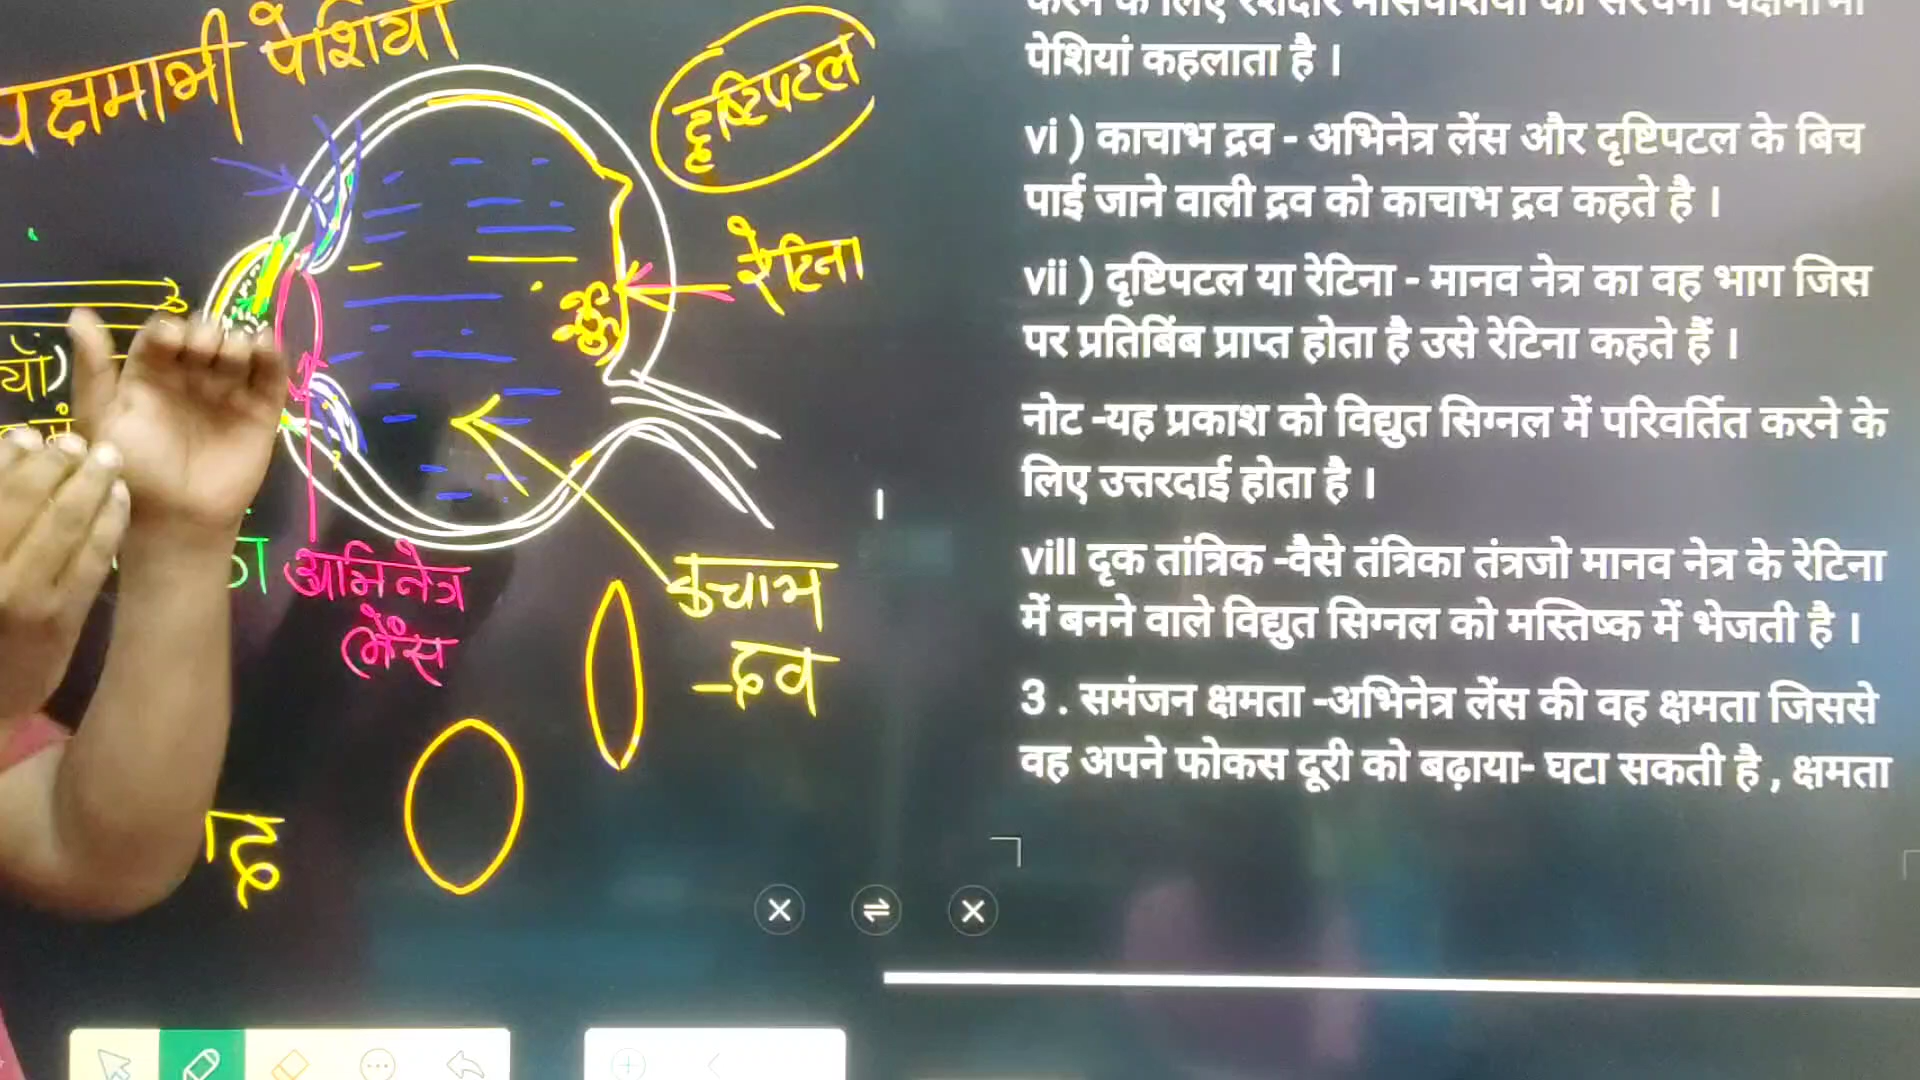 पक्षमाभी पेशियाँ
दृष्टिपटल
रेटिना
यों)
में
का
अभिनेत्र
लेंस
कचाभ
-द्रव
पेशियां कहलाता है ।
vi ) काचाभ द्रव - अभिनेत्र लेंस और दृष्टिपटल के बिच
पाई जाने वाली द्रव को काचाभ द्रव कहते है ।
vii ) दृष्टिपटल या रेटिना - मानव नेत्र का वह भाग जिस
पर प्रतिबिंब प्राप्त होता है उसे रेटिना कहते हैं ।
नोट -यह प्रकाश को विद्युत सिग्नल में परिवर्तित करने के
लिए उत्तरदाई होता है ।
vill दृक तांत्रिक -वैसे तंत्रिका तंत्रजो मानव नेत्र के रेटिना
में बनने वाले विद्युत सिग्नल को मस्तिष्क में भेजती है ।
3 . समंजन क्षमता -अभिनेत्र लेंस की वह क्षमता जिससे
वह अपने फोकस दूरी को बढ़ाया- घटा सकती है , क्षमता